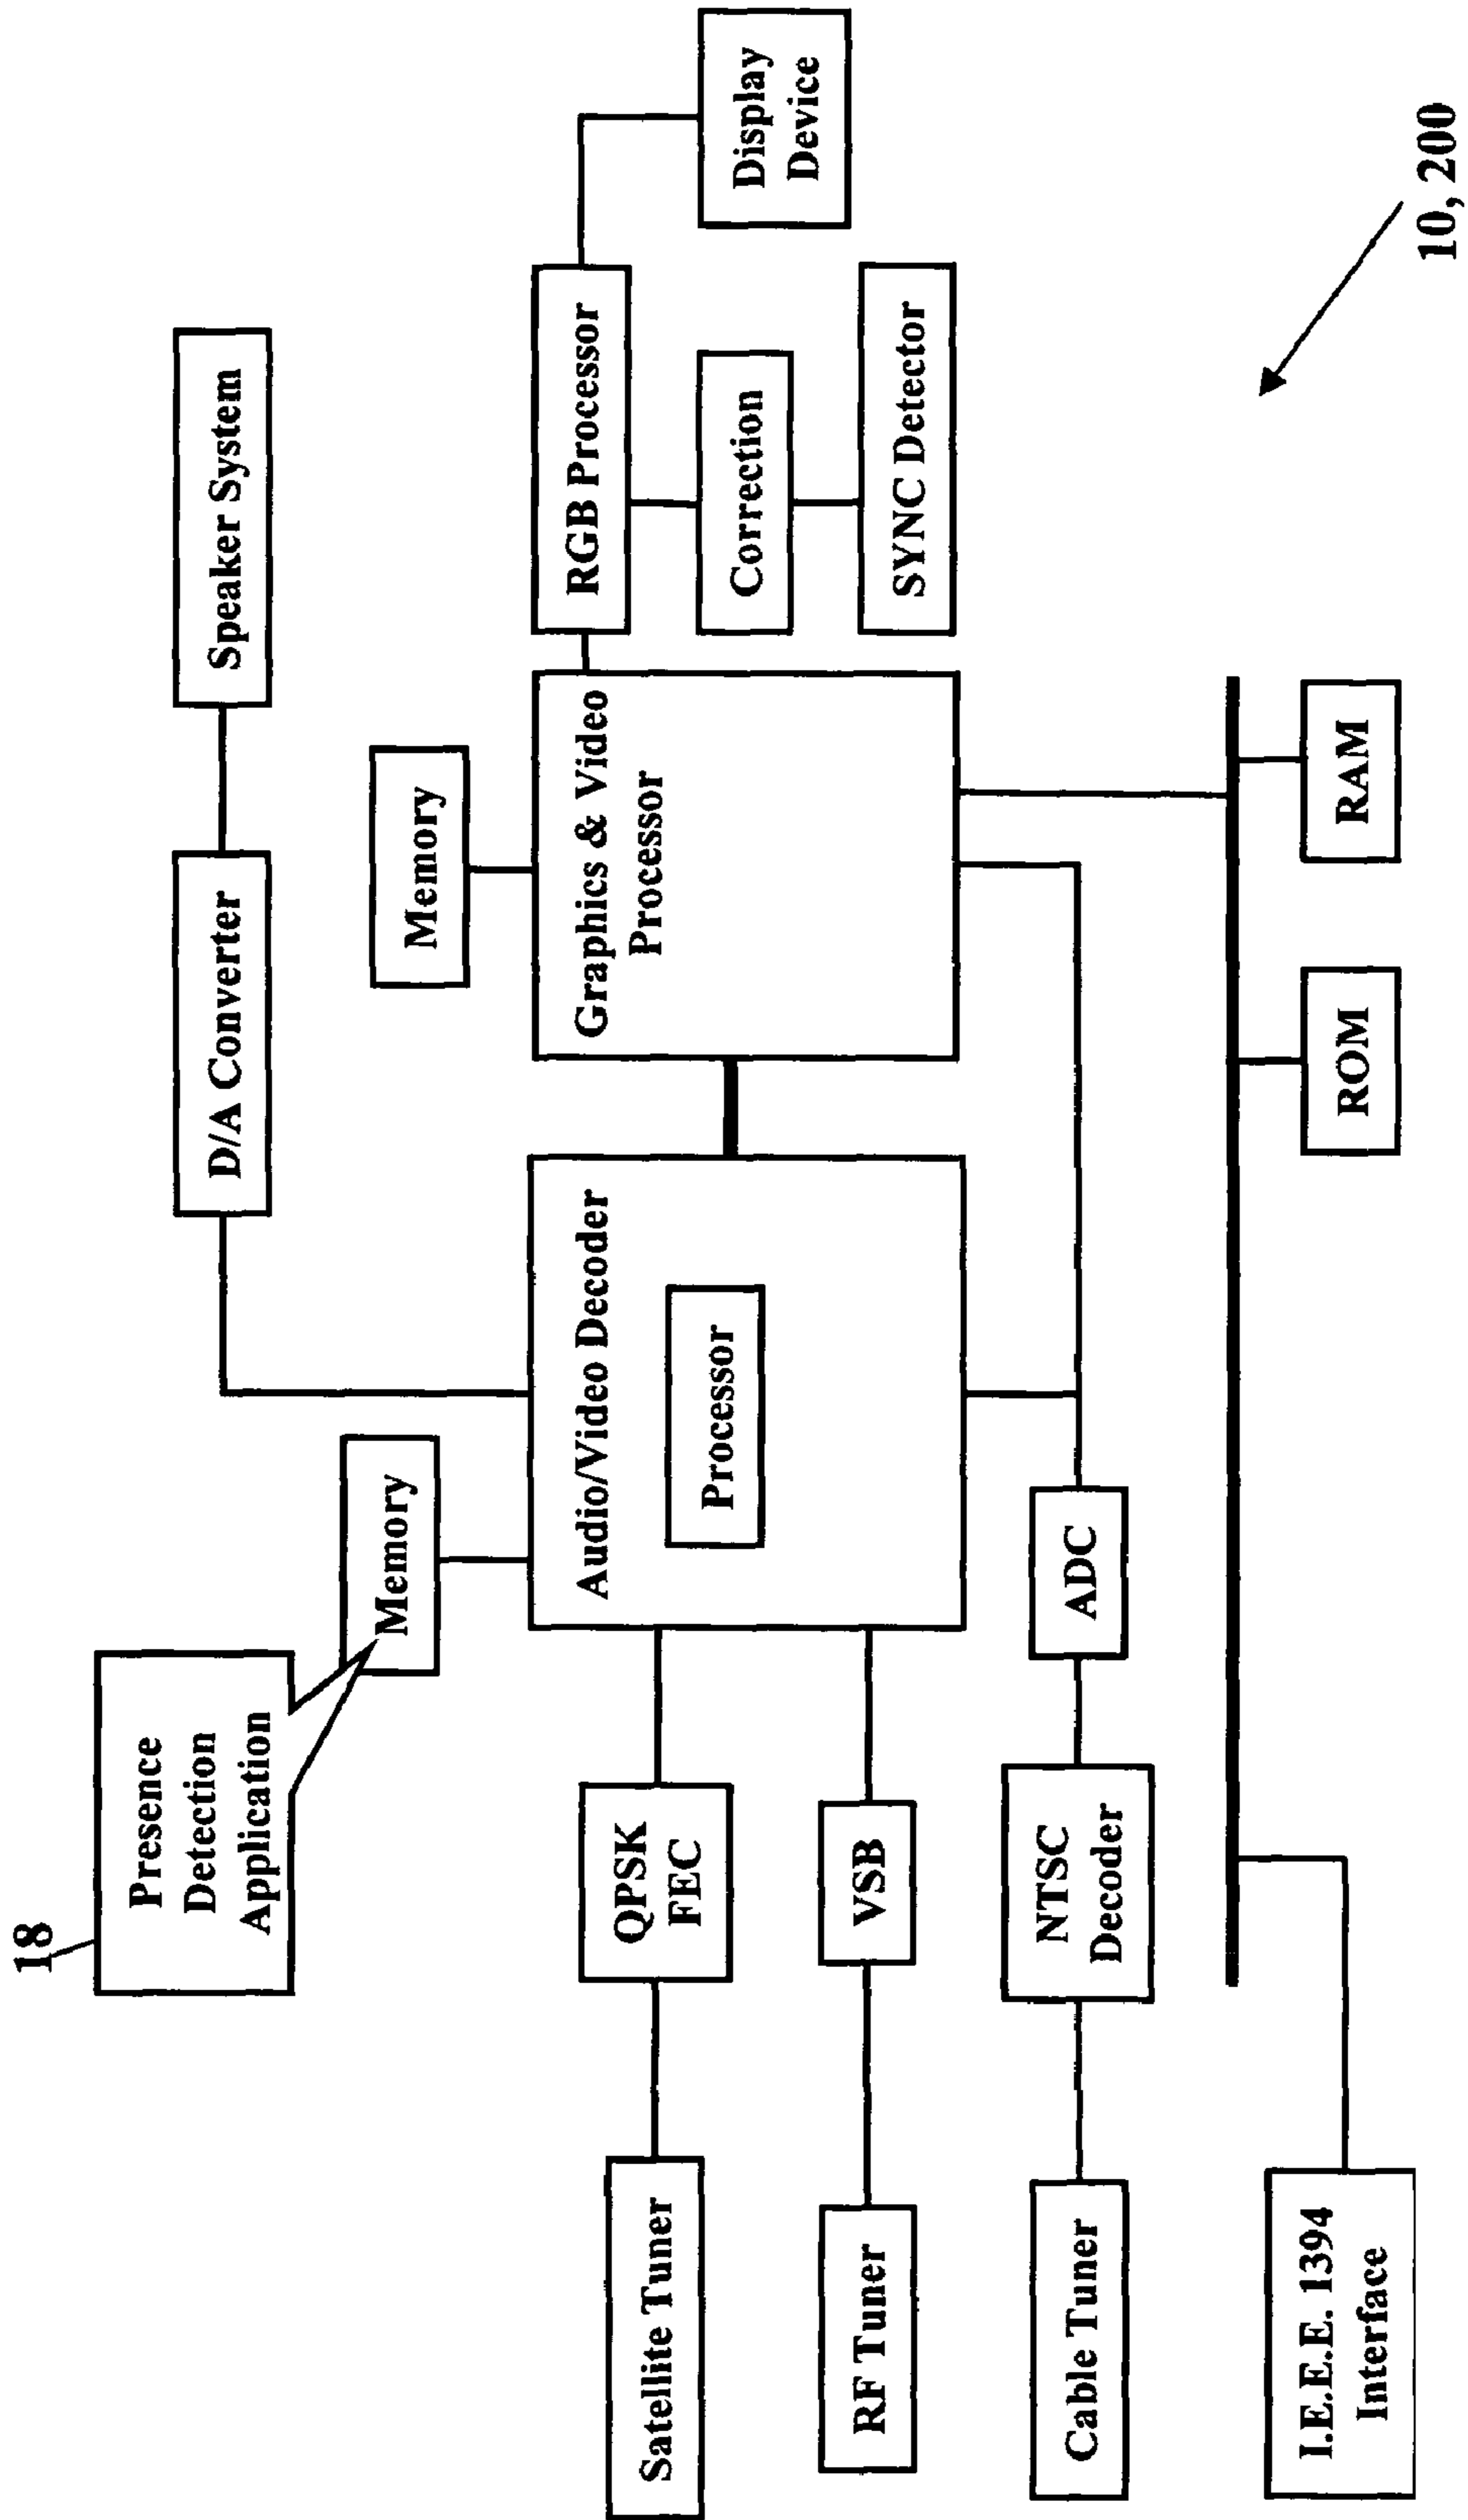 18
Presence
Detection
Application
Memory
D/A Converter
Speaker System
Memory
Satellite Tuner
QPSK
FEC
Audio/Video Decoder
Processor
Graphics & Video
Processor
RGB Processor
Correction
SYNC Detector
Display
Device
RF Tuner
VSB
Cable Tuner
NTSC
Decoder
ADC
I.E.E.E. 1394
Interface
ROM
RAM
10, 200